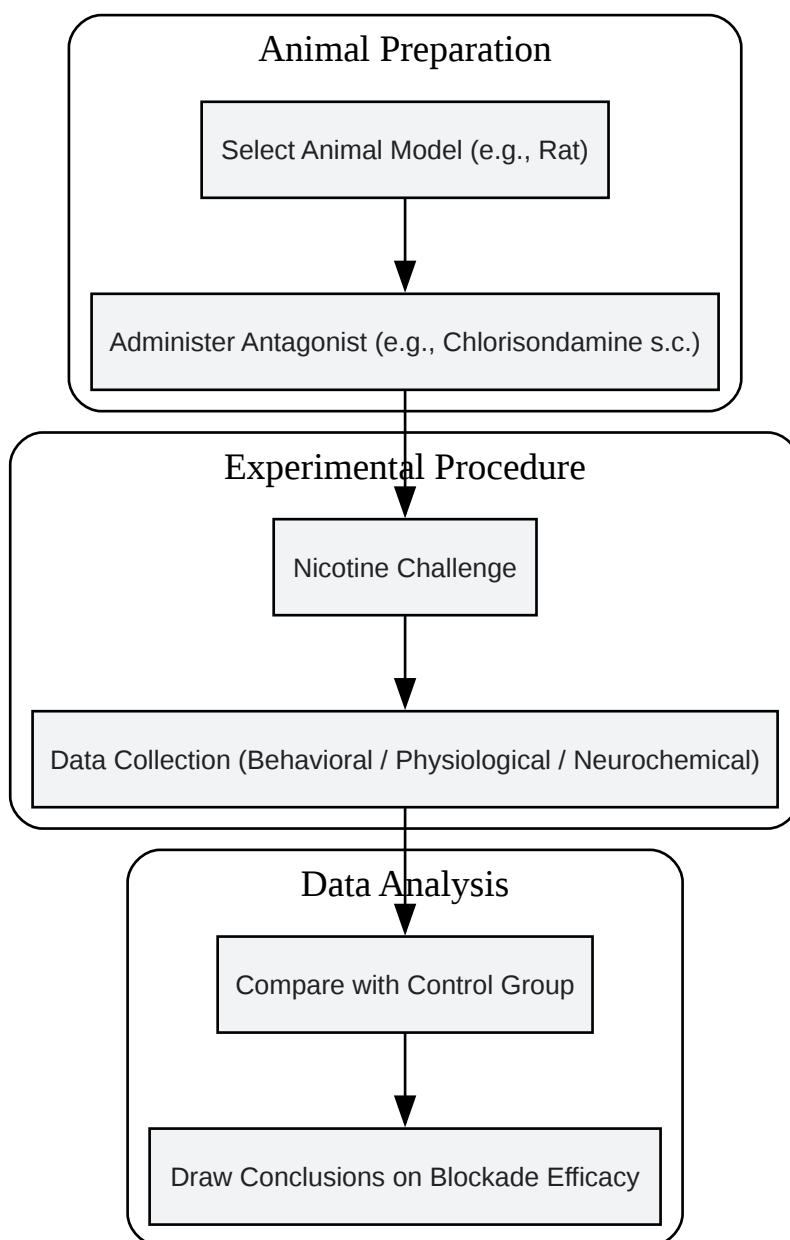 Animal Preparation
Select Animal Model (e.g., Rat)
Administer Antagonist (e.g., Chlorisondamine s.c.)
Experimental Procedure
Nicotine Challenge
Data Collection (Behavioral / Physiological / Neurochemical)
Data Analysis
Compare with Control Group
Draw Conclusions on Blockade Efficacy